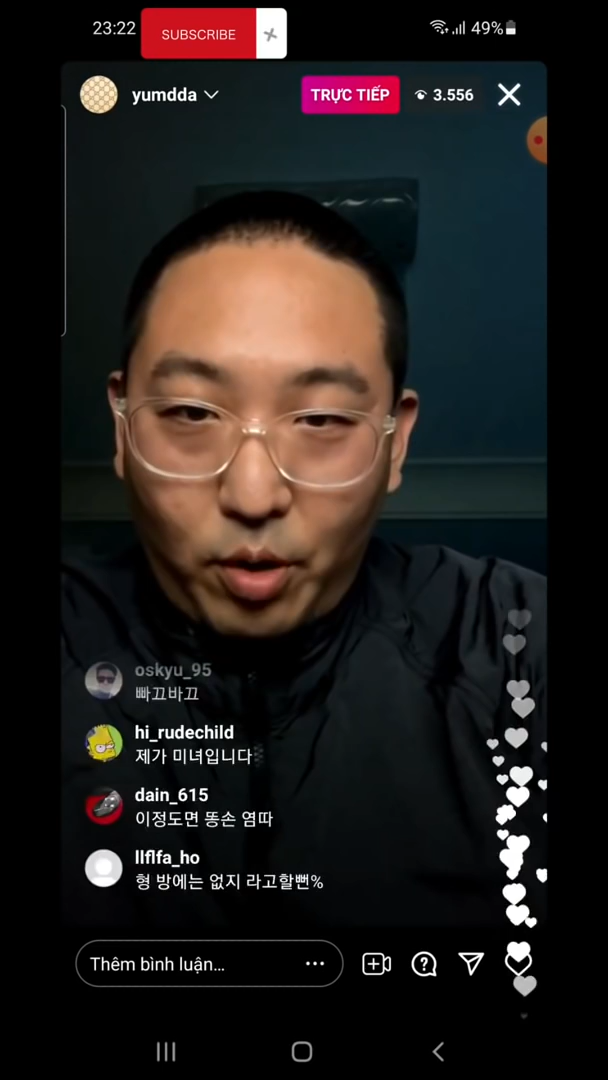 23:22
SUBSCRIBE
49%
yumdda
TRỰC TIẾP
3.556
oskyu_95
빠끄바끄
hi_rudechild
제가 미녀입니다
dain_615
이정도면 똥손 염따
llflfa_ho
형 방에는 없지 라고할뻔%
Thêm bình luận...